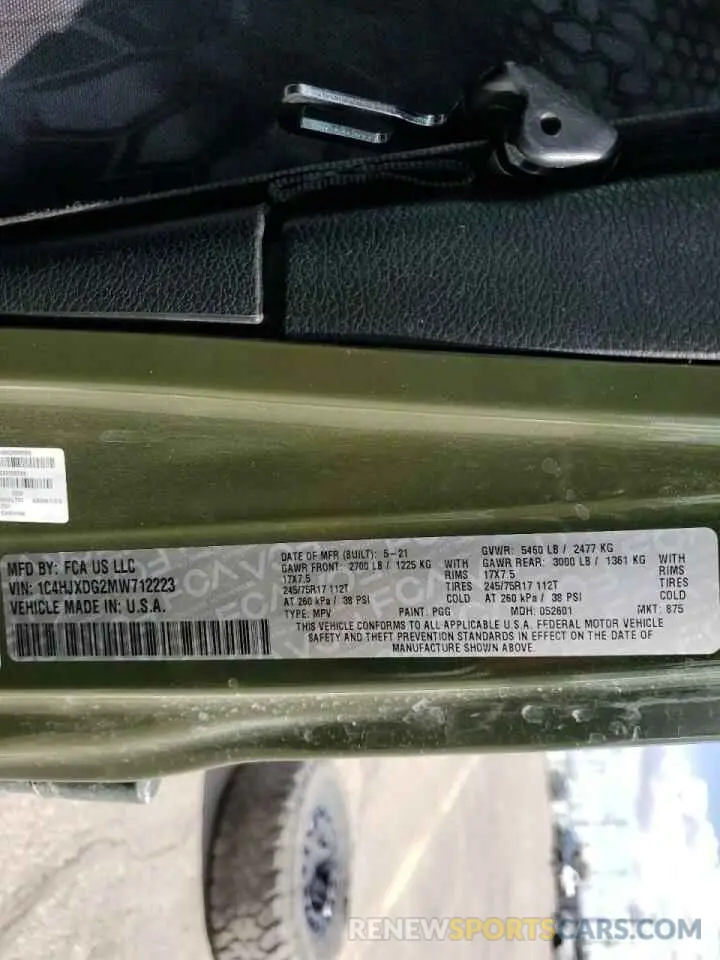 MFD BY: FCA US LLC
VIN: 1C4HJXDG2MW712223
VEHICLE MADE IN: U.S.A.
DATE OF MFR (BUILT): 5-21
GVWR: 5460 LB / 2477 KG
GAWR FRONT: 2700 LB / 1225 KG WITH
GAWR REAR: 3000 LB / 1361 KG WITH
17X7.5 RIMS
17X7.5 RIMS
245/75R17 112T
245/75R17 112T
AT 260 kPa / 38 PSI COLD
AT 260 kPa / 38 PSI COLD
TYPE: MPV PAINT: PGG MDH: 052601 MKT: 875
THIS VEHICLE CONFORMS TO ALL APPLICABLE U.S.A. FEDERAL MOTOR VEHICLE
SAFETY AND THEFT PREVENTION STANDARDS IN EFFECT ON THE DATE OF
MANUFACTURE SHOWN ABOVE.
RENEWSPORTSCARS.COM